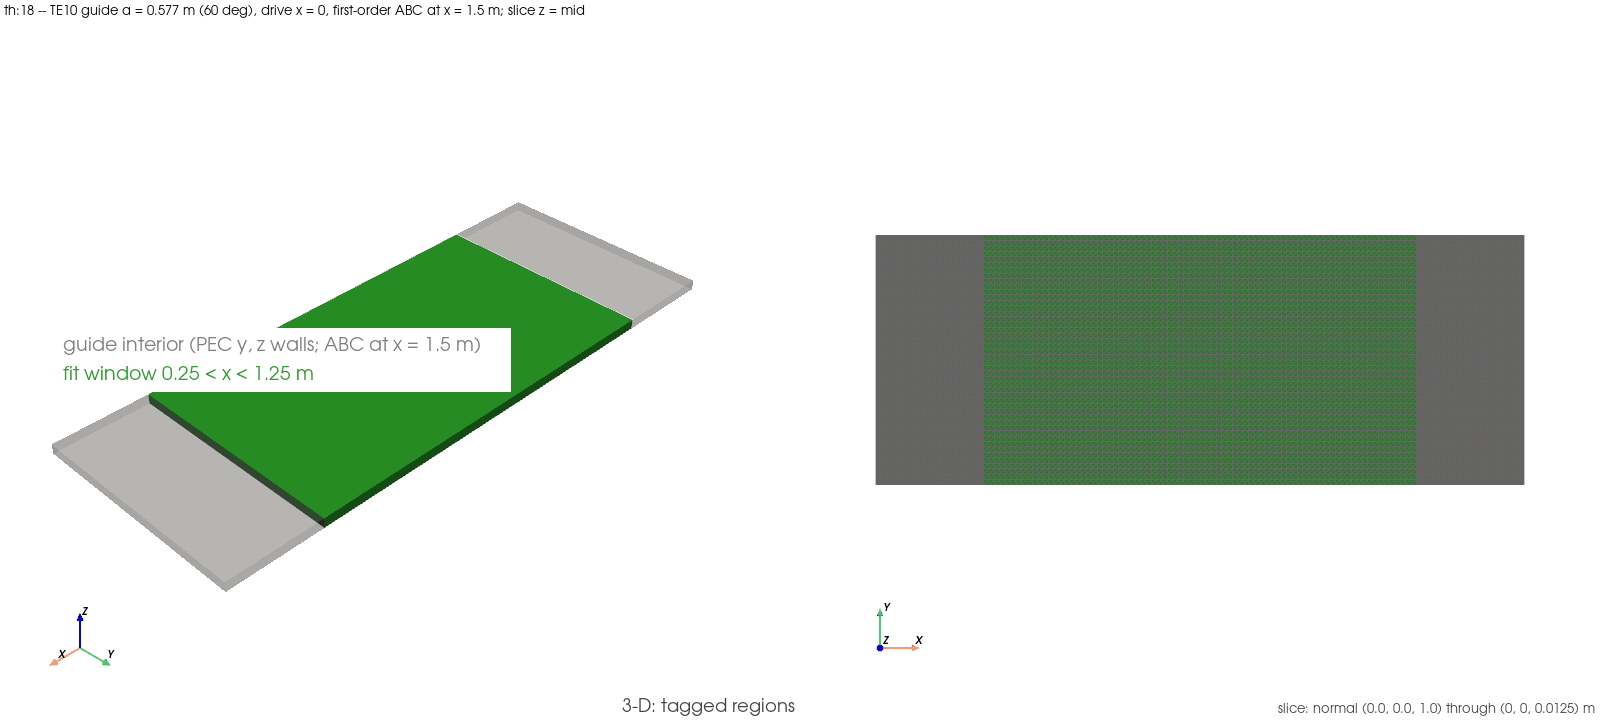 th:18 -- TE10 guide a = 0.577 m (60 deg), drive x = 0, first-order ABC at x = 1.5 m; slice z = mid
guide interior (PEC y, z walls; ABC at x = 1.5 m)
fit window 0.25 < x < 1.25 m
Z
X
Y
Y
Z
X
3-D: tagged regions
slice: normal (0.0, 0.0, 1.0) through (0, 0, 0.0125) m